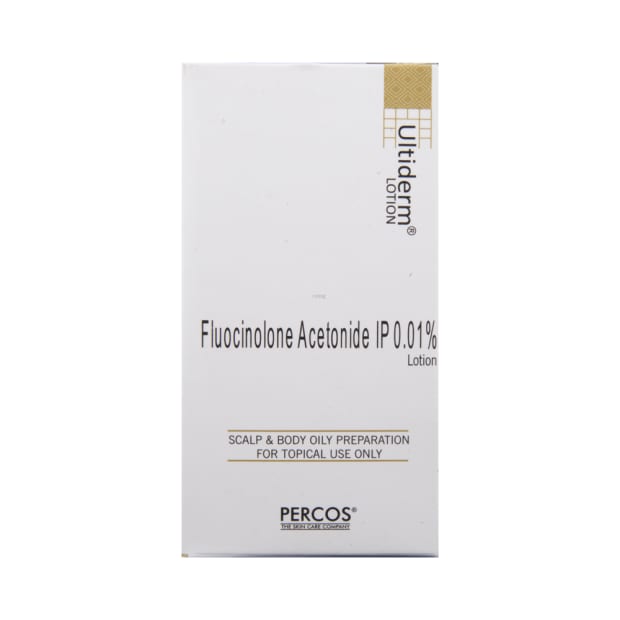 Ultiderm®
LOTION
Fluocinolone Acetonide IP 0.01%
Lotion
SCALP & BODY OILY PREPARATION
FOR TOPICAL USE ONLY
PERCOS®
THE SKIN CARE COMPANY